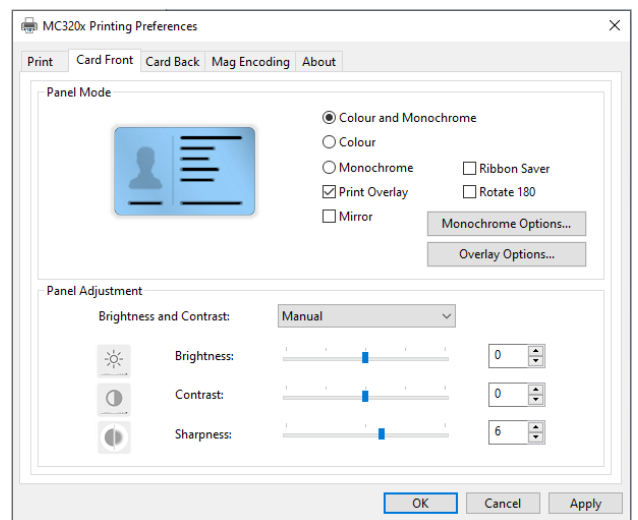 MC320x Printing Preferences
Print Card Front Card Back Mag Encoding About
Panel Mode
Colour and Monochrome
Colour
Monochrome Ribbon Saver
Print Overlay Rotate 180
Mirror
Monochrome Options...
Overlay Options...
Panel Adjustment
Brightness and Contrast: Manual
Brightness: 0
Contrast: 0
Sharpness: 6
OK Cancel Apply